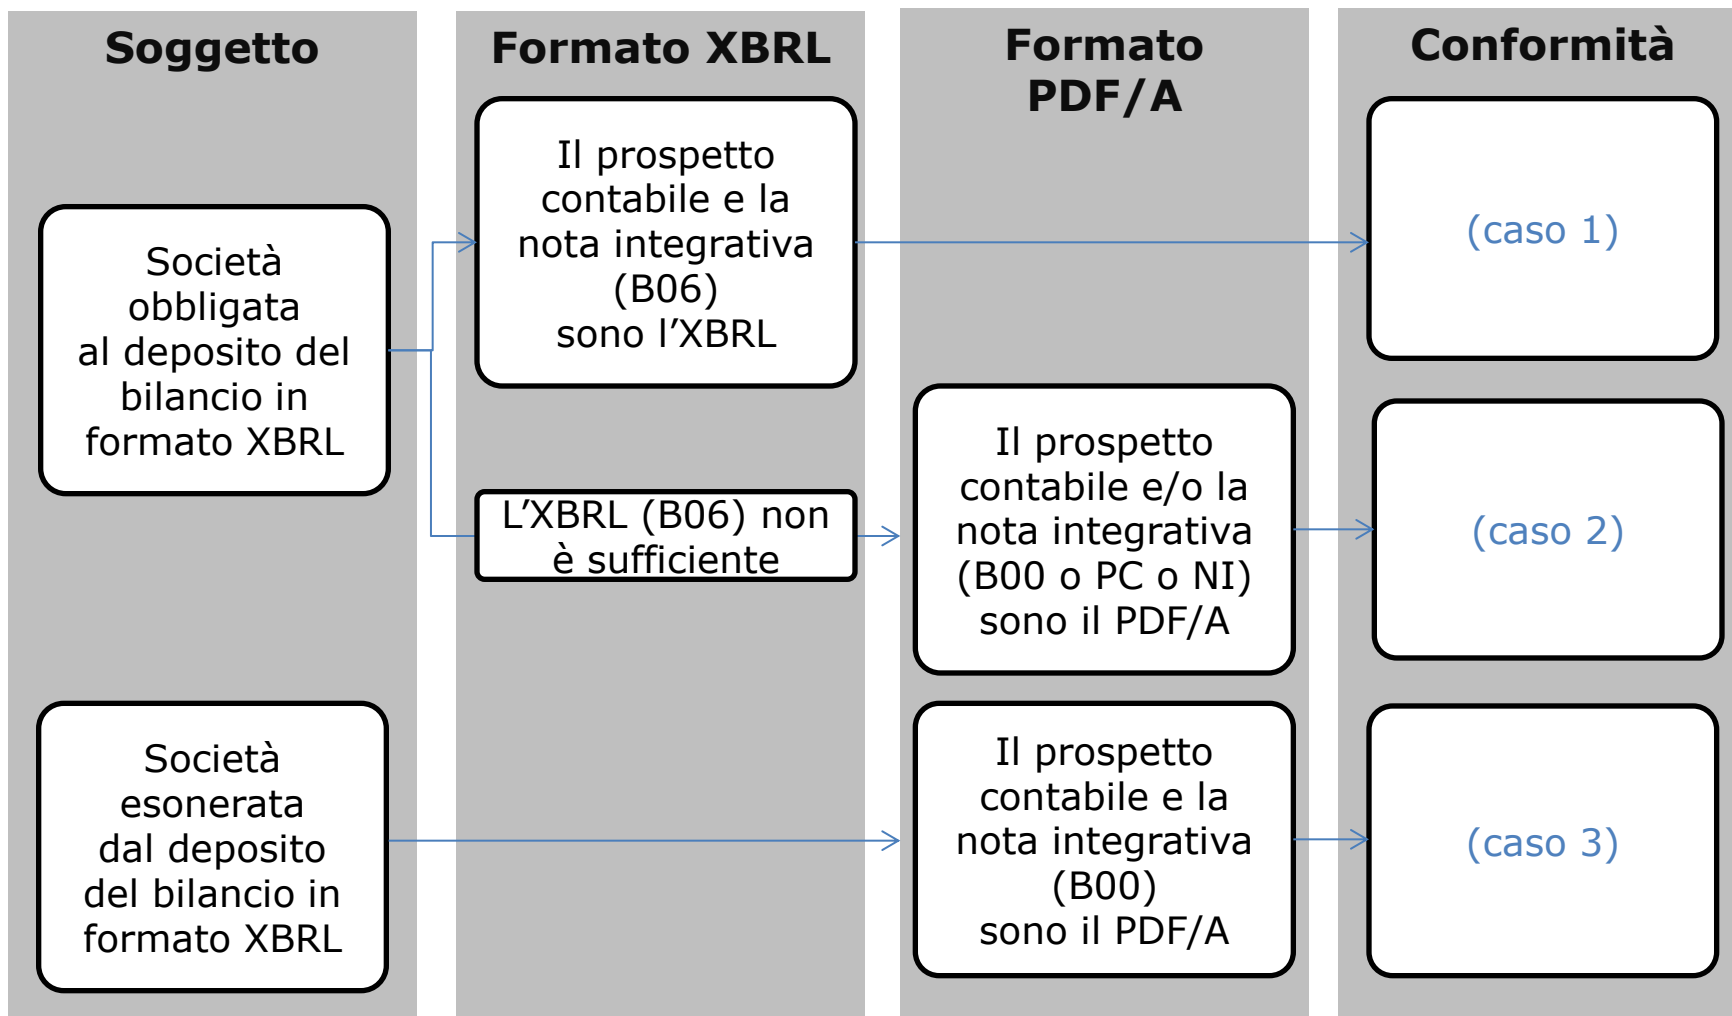 Soggetto
Formato XBRL
Formato
PDF/A
Conformità
Società
obbligata
al deposito del
bilancio in
formato XBRL
Il prospetto
contabile e la
nota integrativa
(B06)
sono l’XBRL
(caso 1)
L’XBRL (B06) non
è sufficiente
Il prospetto
contabile e/o la
nota integrativa
(B00 o PC o NI)
sono il PDF/A
(caso 2)
Società
esonerata
dal deposito
del bilancio in
formato XBRL
Il prospetto
contabile e la
nota integrativa
(B00)
sono il PDF/A
(caso 3)